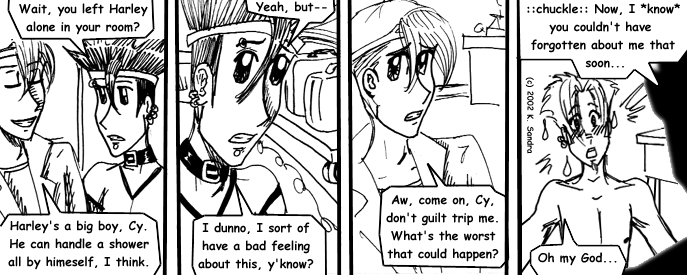 Wait, you left Harley
alone in your room?
Harley's a big boy, Cy.
He can handle a shower
all by himeself, I think.
Yeah, but--
I dunno, I sort of
have a bad feeling
about this, y'know?
Aw, come on, Cy,
don't guilt trip me.
What's the worst
that could happen?
::chuckle:: Now, I *know*
you couldn't have
forgotten about me that
soon...
(c) 2002 K. Sandra
Oh my God...